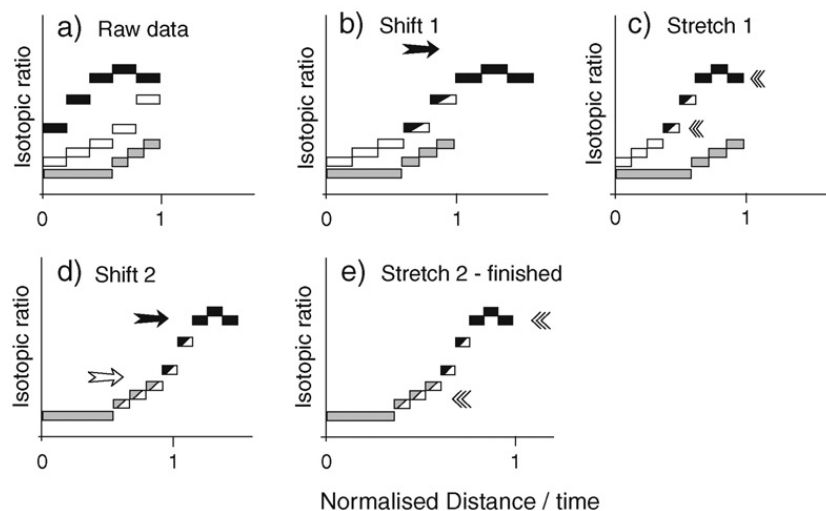 a) Raw data
Isotopic ratio
0 1
b) Shift 1
Isotopic ratio
0 1
c) Stretch 1
Isotopic ratio
0 1
d) Shift 2
Isotopic ratio
0 1
e) Stretch 2 - finished
Isotopic ratio
0 1
Normalised Distance / time